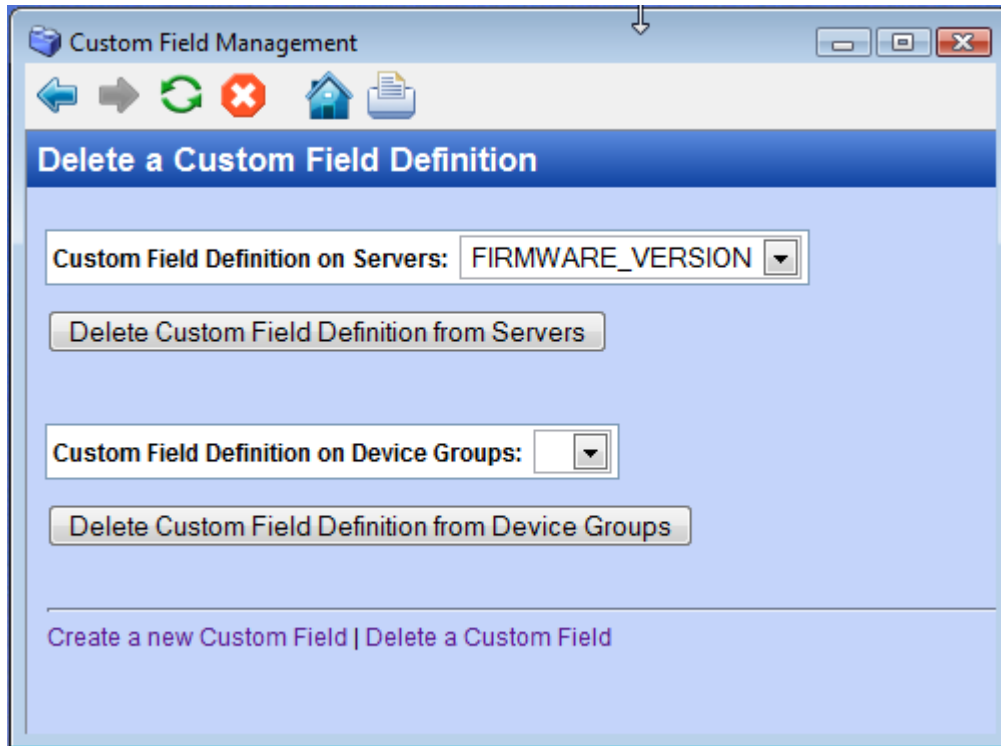 Custom Field Management
Delete a Custom Field Definition
Custom Field Definition on Servers: FIRMWARE_VERSION
Delete Custom Field Definition from Servers
Custom Field Definition on Device Groups:
Delete Custom Field Definition from Device Groups
Create a new Custom Field | Delete a Custom Field